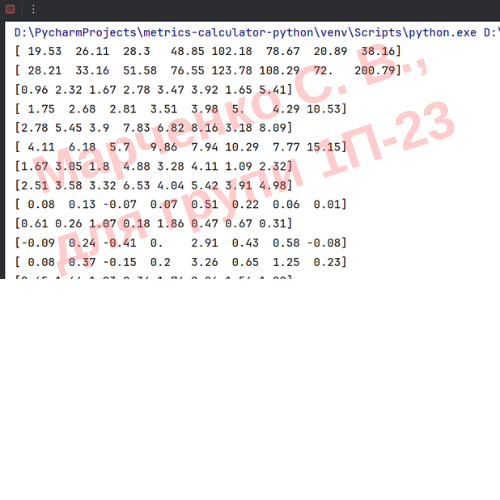 D:\PycharmProjects\metrics-calculator-python\venv\Scripts\python.exe D:\
[ 19.53  26.11  28.3   48.85 102.18  78.67  20.89  38.16]
[ 28.21  33.16  51.58  76.55 123.78 108.29  72.   200.79]
[0.96 2.32 1.67 2.78 3.47 3.92 1.65 5.41]
[ 1.75  2.68  2.81  3.51  3.98  5.    4.29 10.53]
[2.78 5.45 3.9  7.83 6.82 8.16 3.18 8.09]
[ 4.11  6.18  5.7   9.86  7.94 10.29  7.77 15.15]
[1.67 3.05 1.8  4.88 3.28 4.11 1.09 2.32]
[2.51 3.58 3.32 6.53 4.04 5.42 3.91 4.98]
[ 0.08  0.13 -0.07  0.07  0.51  0.22  0.06  0.01]
[0.61 0.26 1.07 0.18 1.86 0.47 0.67 0.31]
[-0.09  0.24 -0.41  0.    2.91  0.43  0.58 -0.08]
[ 0.08  0.37 -0.15  0.2   3.26  0.65  1.25  0.23]
Марченко С. В.,
для групи 1П-23